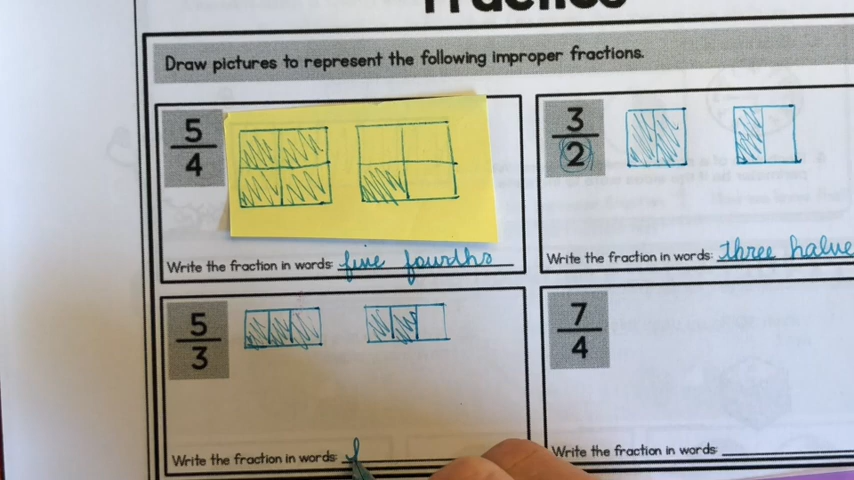 Draw pictures to represent the following improper fractions.
5
4
3
2
Write the fraction in words: five fourths
Write the fraction in words: three halve
5
3
7
4
Write the fraction in words: f
Write the fraction in words: